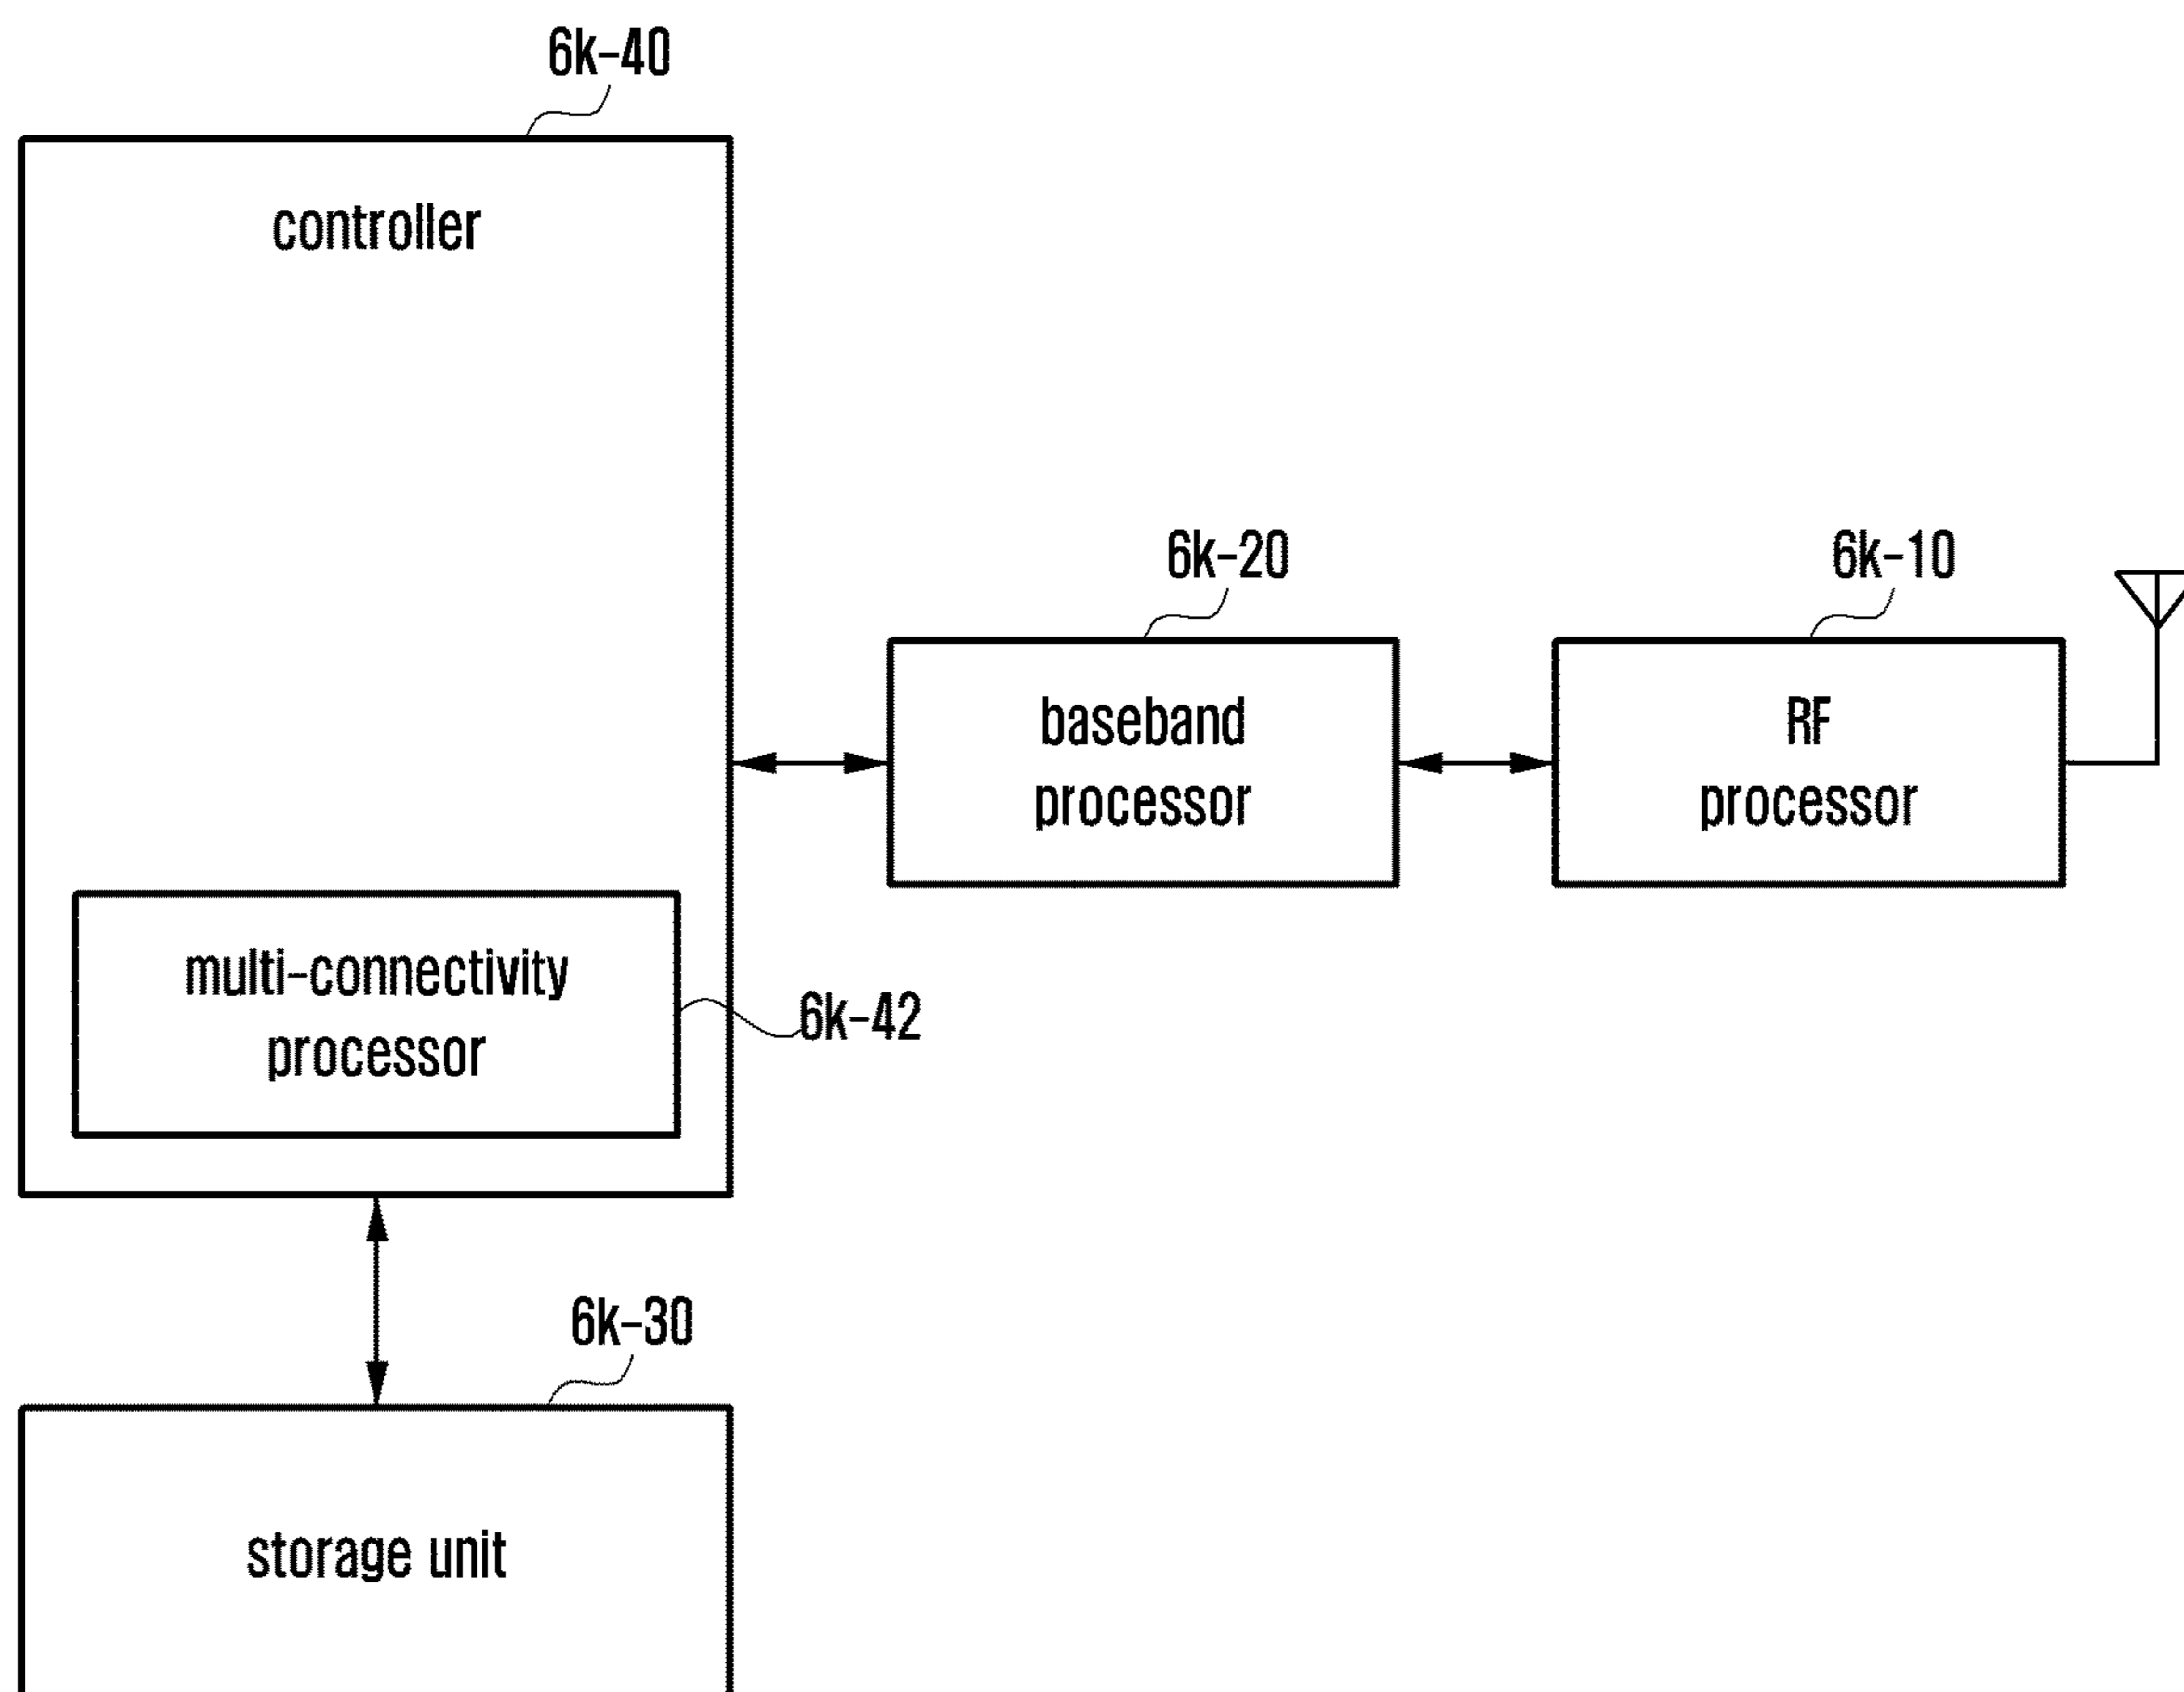 6k-40
controller
6k-20
6k-10
baseband
processor
RF
processor
multi-connectivity
processor
6k-42
6k-30
storage unit